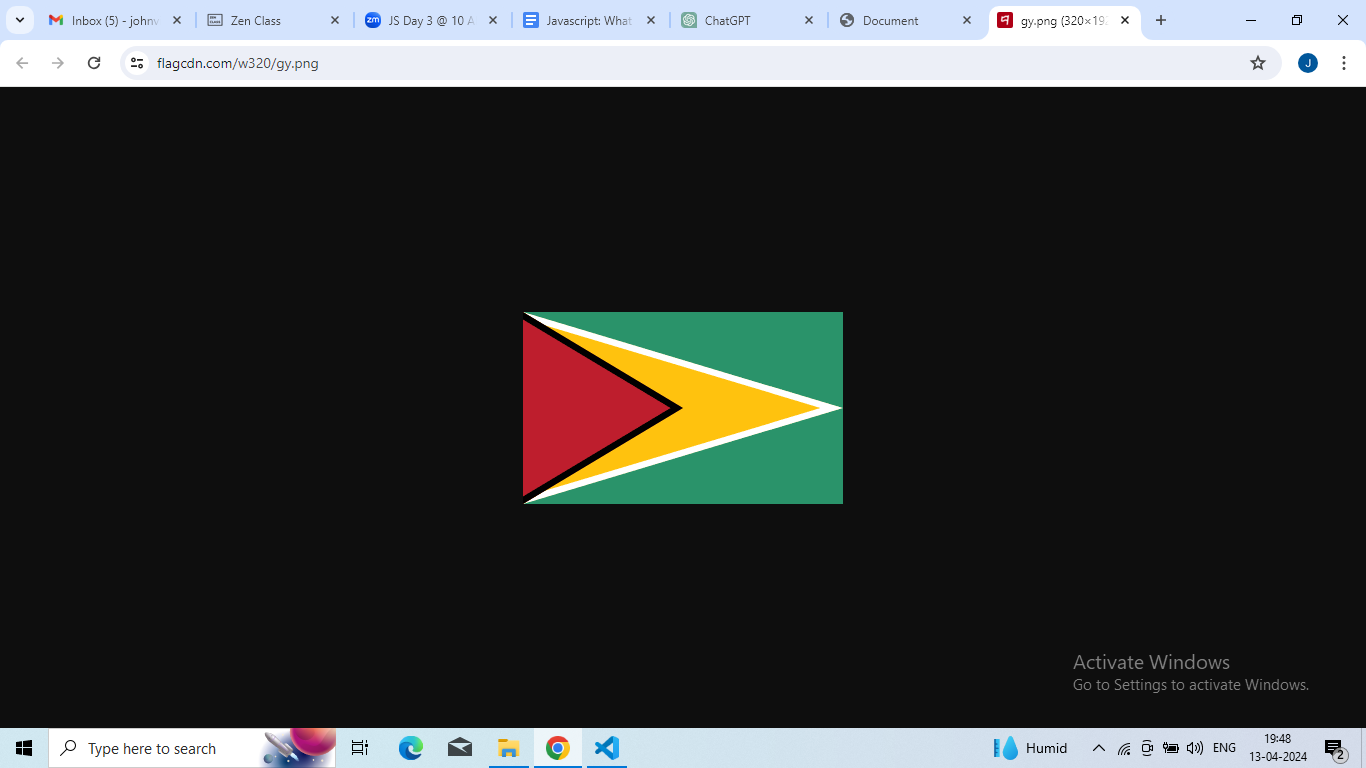 Inbox (5) - johnv
Zen Class
JS Day 3 @ 10 A
Javascript: What
ChatGPT
Document
gy.png (320×192
flagcdn.com/w320/gy.png
J
Activate Windows
Go to Settings to activate Windows.
Type here to search
Humid
ENG
19:48
13-04-2024
2